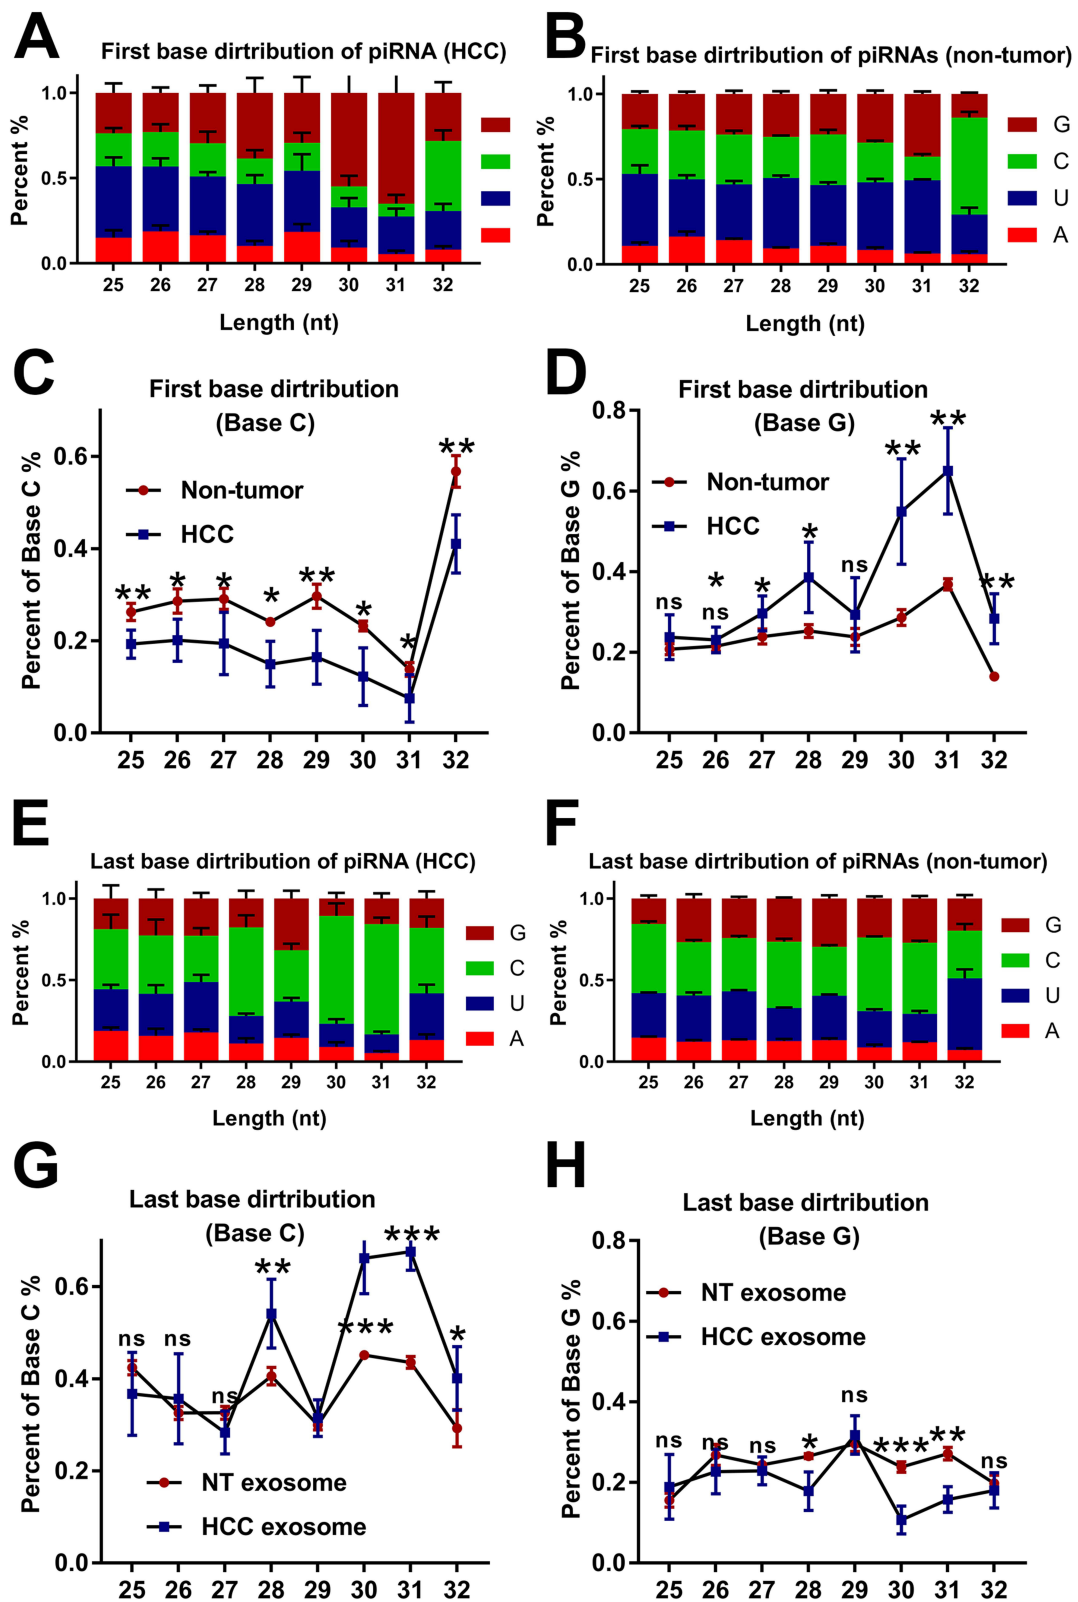 A
First base dirtribution of piRNA (HCC)
Percent %
1.0
0.5
0.0
25 26 27 28 29 30 31 32
Length (nt)
B
First base dirtribution of piRNAs (non-tumor)
Percent %
1.0
0.5
0.0
25 26 27 28 29 30 31 32
Length (nt)
G
C
U
A
C
First base dirtribution
(Base C)
Percent of Base C %
0.6
0.4
0.2
0.0
Non-tumor
HCC
** * * * ** * * **
25 26 27 28 29 30 31 32
D
First base dirtribution
(Base G)
Percent of Base G %
0.8
0.6
0.4
0.2
0.0
Non-tumor
HCC
ns * ns * * ns ** ** **
25 26 27 28 29 30 31 32
E
Last base dirtribution of piRNA (HCC)
Percent %
1.0
0.5
0.0
25 26 27 28 29 30 31 32
Length (nt)
G
C
U
A
F
Last base dirtribution of piRNAs (non-tumor)
Percent %
1.0
0.5
0.0
25 26 27 28 29 30 31 32
Length (nt)
G
C
U
A
G
Last base dirtribution
(Base C)
Percent of Base C %
0.6
0.4
0.2
0.0
ns ns ns ** *** *** *
NT exosome
HCC exosome
25 26 27 28 29 30 31 32
H
Last base dirtribution
(Base G)
Percent of Base G %
0.8
0.6
0.4
0.2
0.0
NT exosome
HCC exosome
ns ns ns * ns *** ** ns
25 26 27 28 29 30 31 32